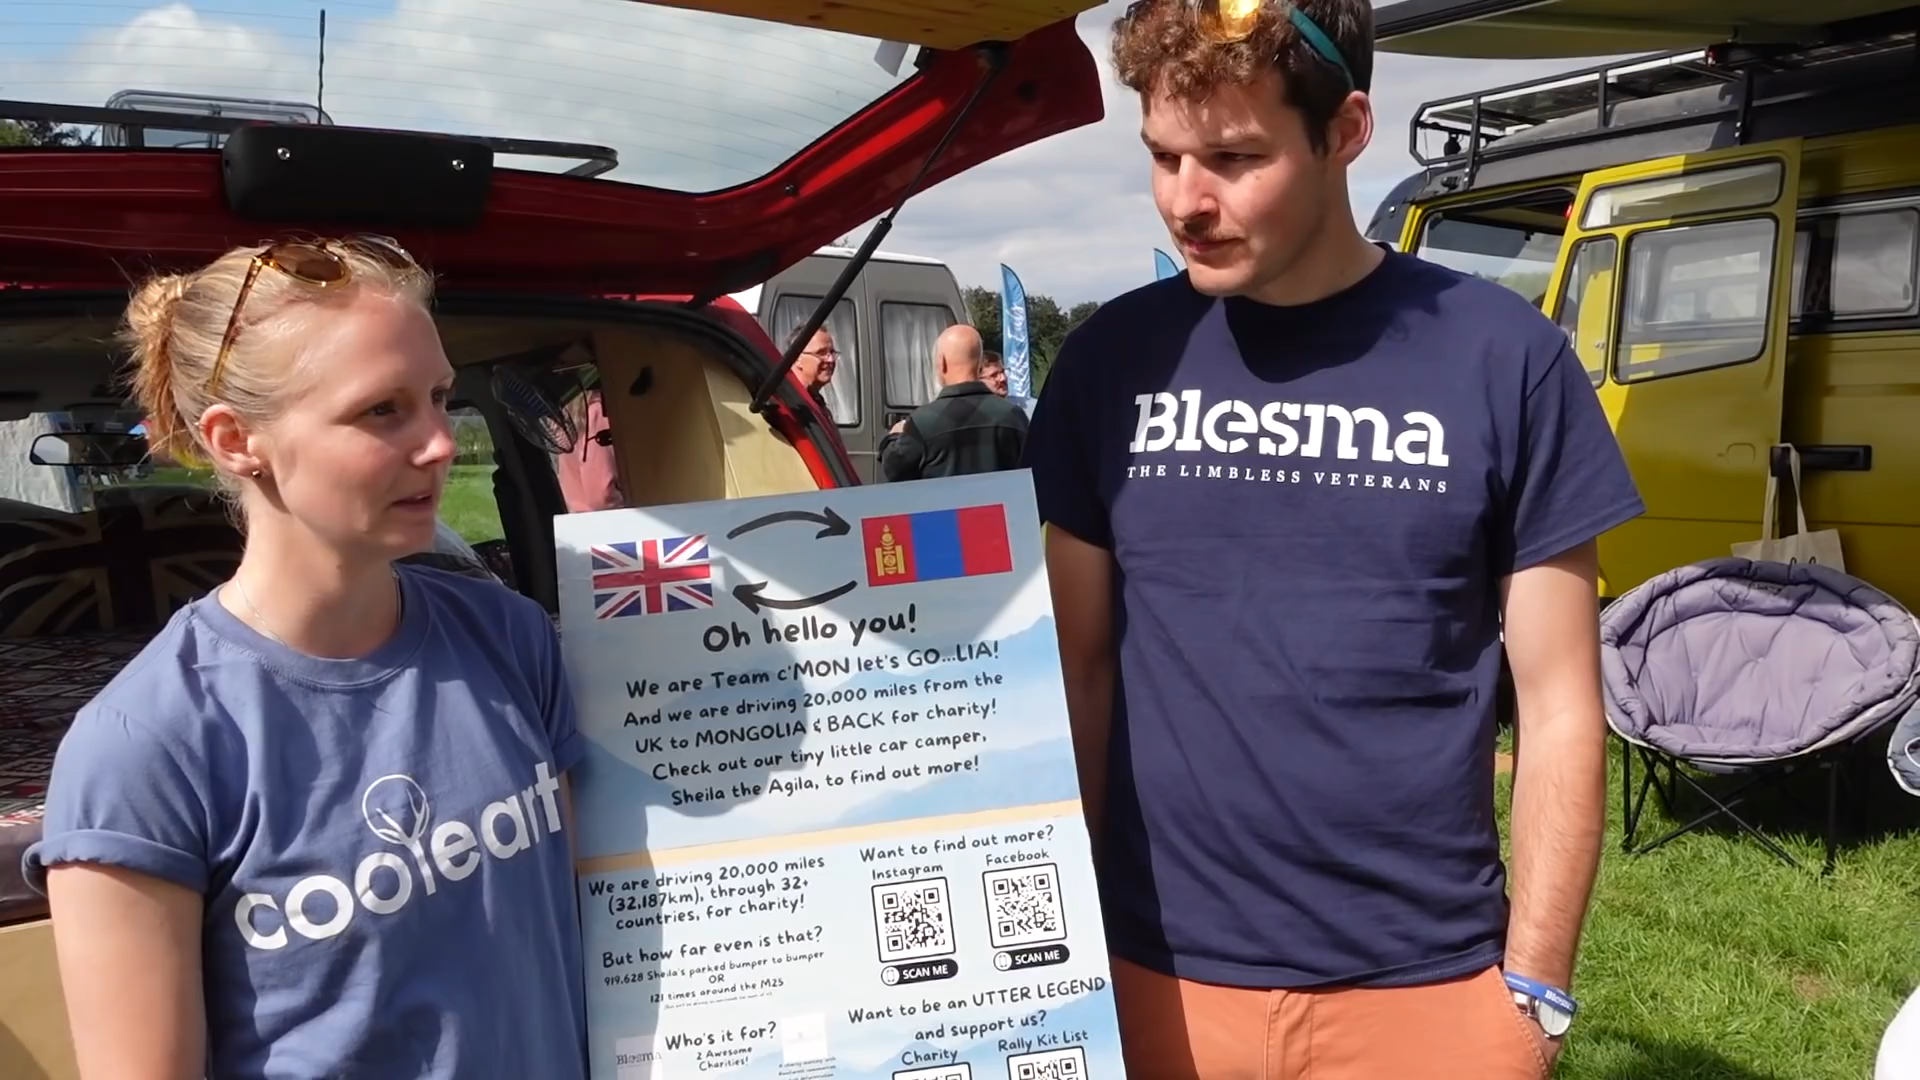 Blesma
THE LIMBLESS VETERANS
cooleart
Oh hello you!
We are Team c'MON let's GO...LIA!
And we are driving 20,000 miles from the
UK to MONGOLIA & BACK for charity!
Check out our tiny little car camper,
Sheila the Agila, to find out more!
We are driving 20,000 miles
(32,187km), through 32+
countries, for charity!
But how far even is that?
919,628 Sheila's parked bumper to bumper
OR
121 times around the M25
Who's it for?
2 Awesome
Charities!
Blesma
Want to find out more?
Instagram
Facebook
SCAN ME
SCAN ME
Want to be an UTTER LEGEND
and support us?
Charity
Rally Kit List
Blesma